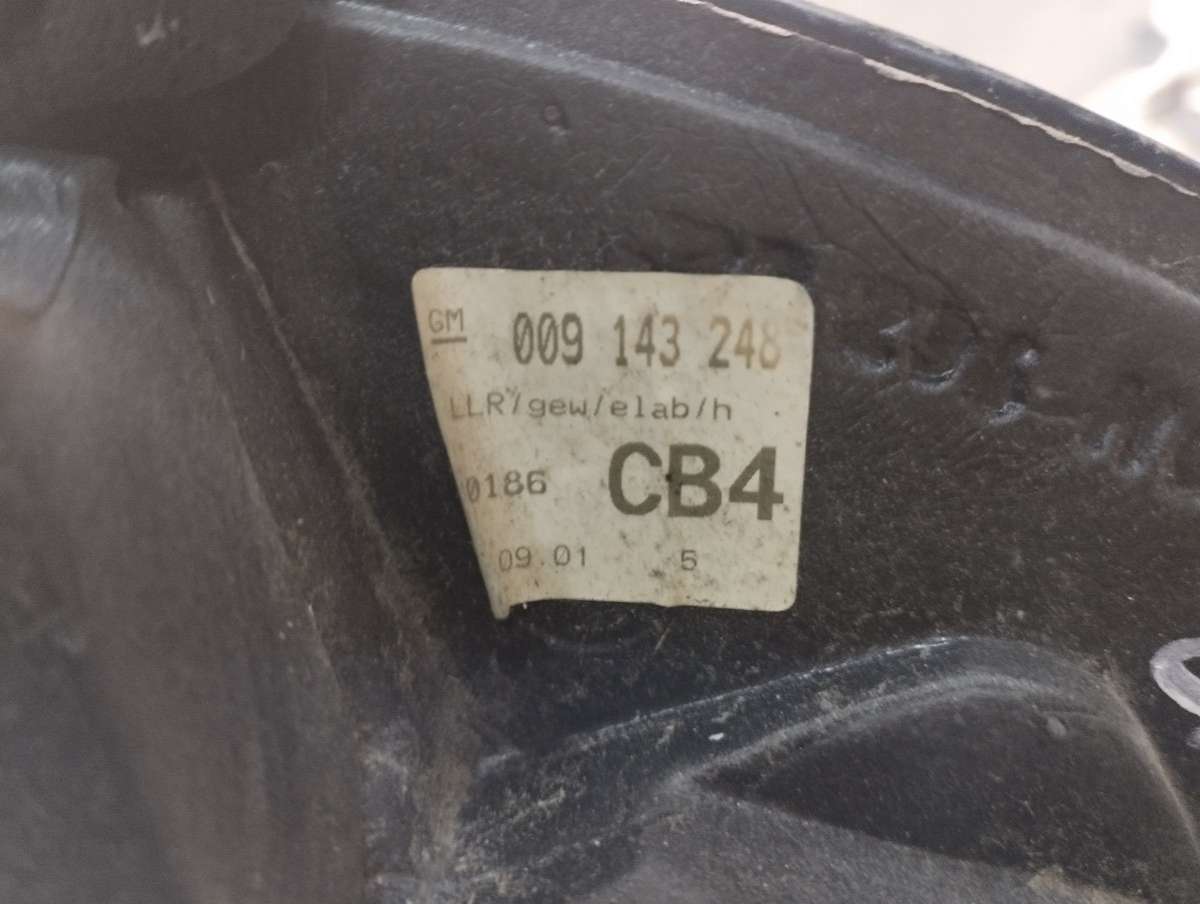 GM 009 143 248
LLR/gew/elab/h
0186 CB4
09.01 5